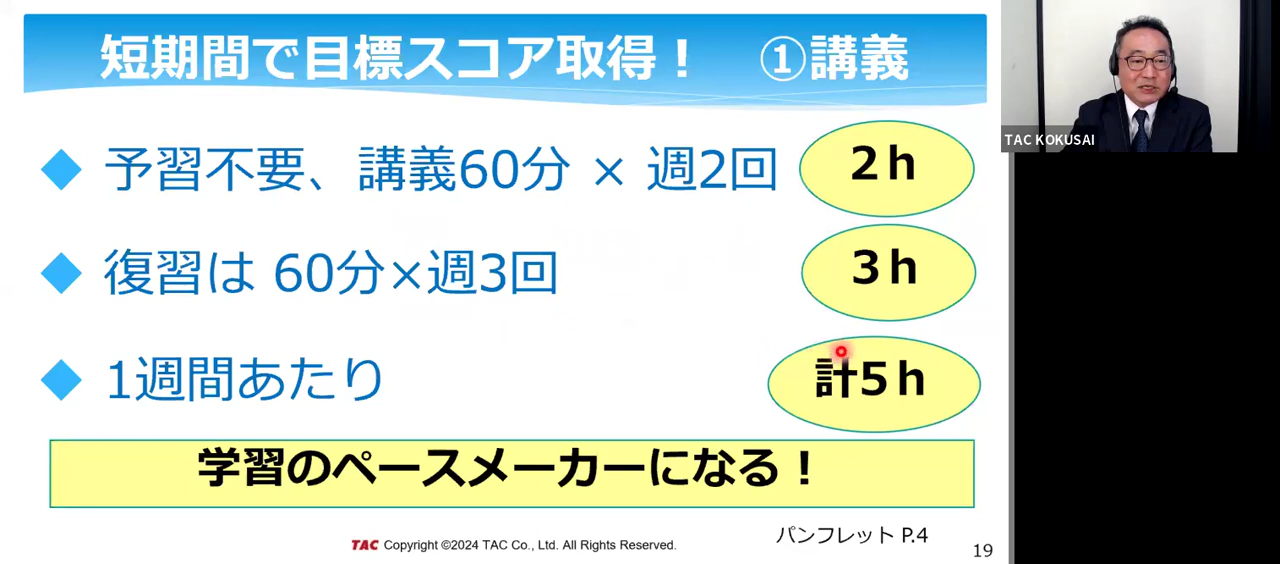 短期間で目標スコア取得！ ①講義
TAC KOKUSAI
予習不要、講義60分 × 週2回
２ｈ
復習は 60分×週3回
３ｈ
1週間あたり
計５ｈ
学習のペースメーカーになる！
パンフレット P.4
TAC Copyright ©2024 TAC Co., Ltd. All Rights Reserved.
19